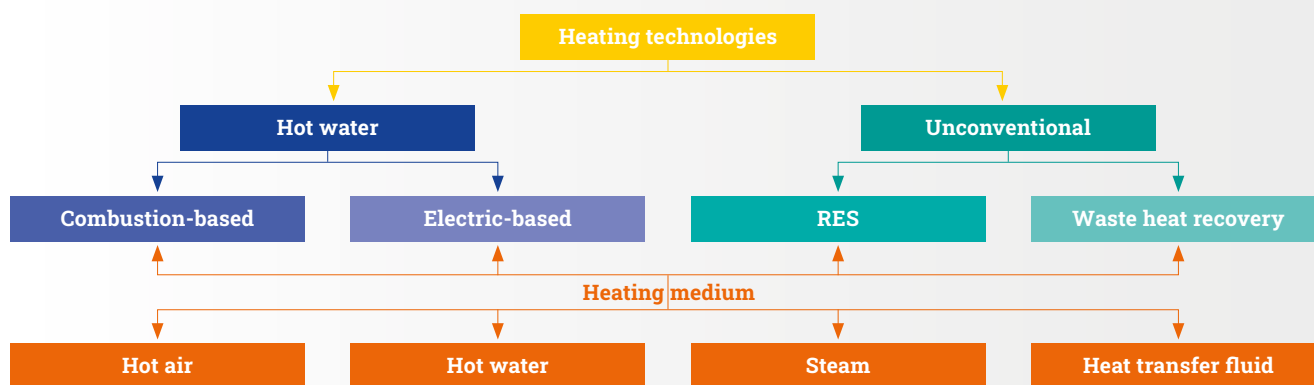 Heating technologies
Hot water
Unconventional
Combustion-based
Electric-based
RES
Waste heat recovery
Heating medium
Hot air
Hot water
Steam
Heat transfer fluid